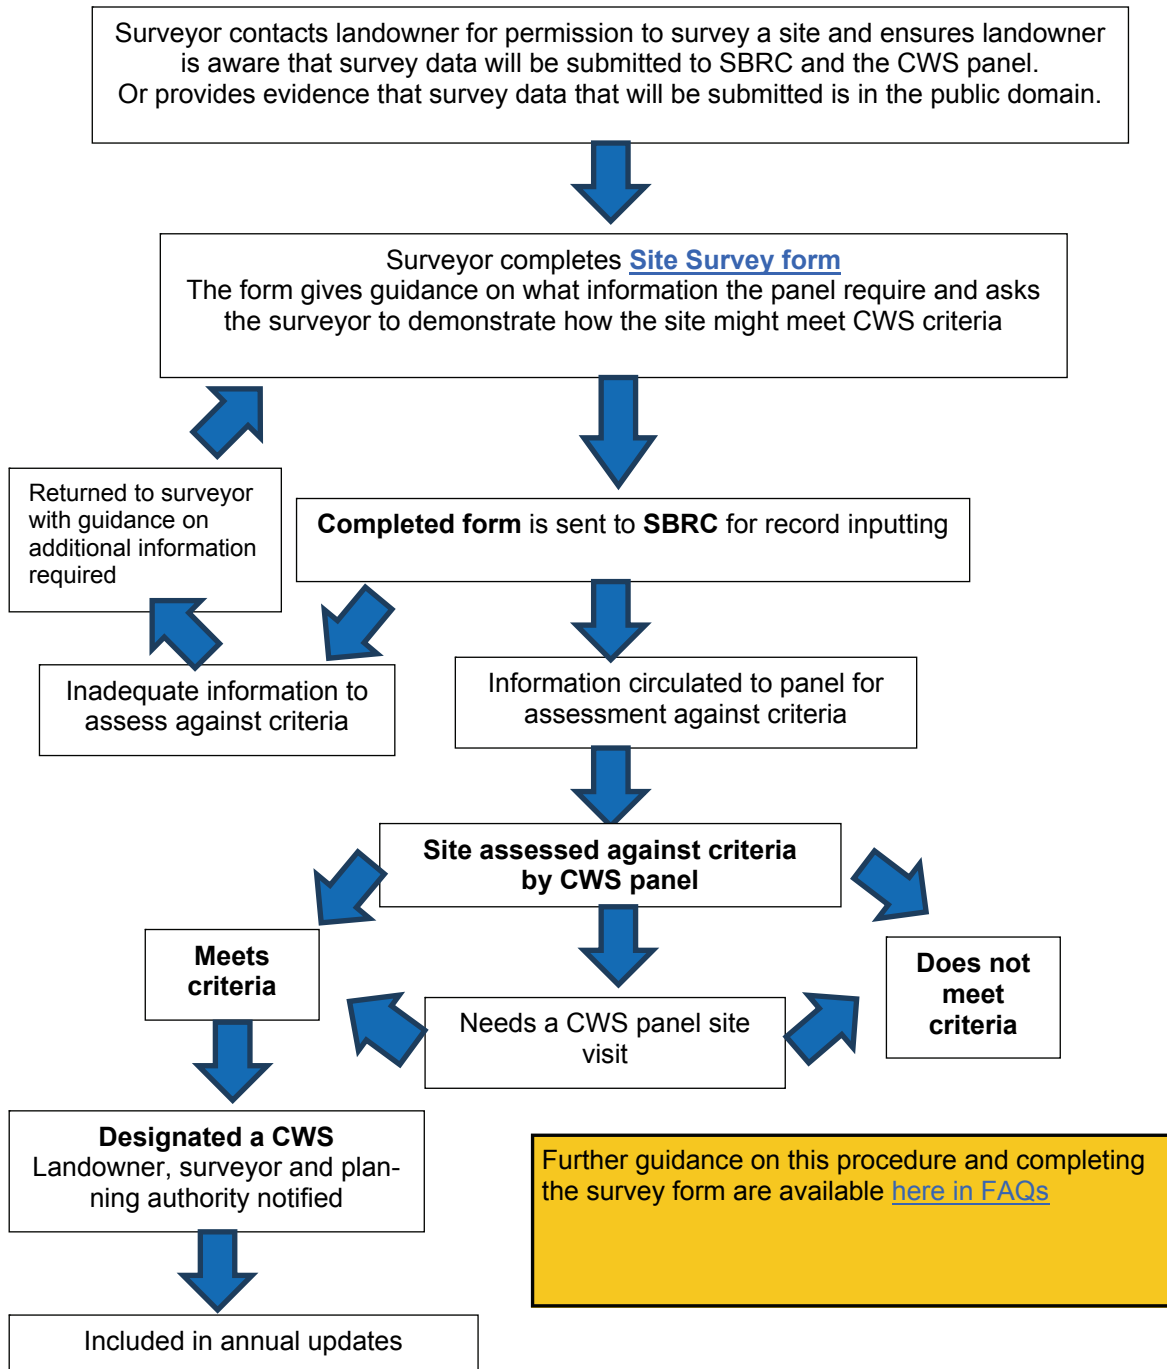 Surveyor contacts landowner for permission to survey a site and ensures landowner
is aware that survey data will be submitted to SBRC and the CWS panel.
Or provides evidence that survey data that will be submitted is in the public domain.
Surveyor completes Site Survey form
The form gives guidance on what information the panel require and asks
the surveyor to demonstrate how the site might meet CWS criteria
Returned to surveyor
with guidance on
additional information
required
Completed form is sent to SBRC for record inputting
Inadequate information to
assess against criteria
Information circulated to panel for
assessment against criteria
Site assessed against criteria
by CWS panel
Meets
criteria
Needs a CWS panel site
visit
Does not
meet
criteria
Designated a CWS
Landowner, surveyor and plan-
ning authority notified
Further guidance on this procedure and completing
the survey form are available here in FAQs
Included in annual updates